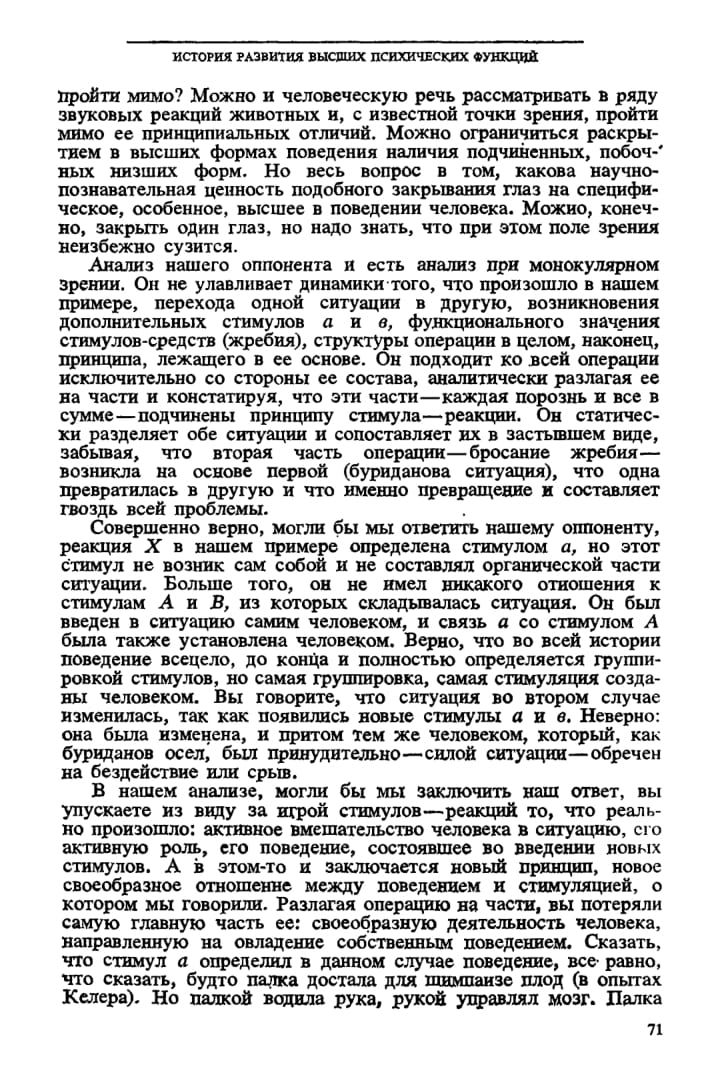 ИСТОРИЯ РАЗВИТИЯ ВЫСШИХ ПСИХИЧЕСКИХ ФУНКЦИЙ
пройти мимо? Можно и человеческую речь рассматривать в ряду
звуковых реакций животных и, с известной точки зрения, пройти
мимо ее принципиальных отличий. Можно ограничиться раскры-
тием в высших формах поведения наличия подчиненных, побоч-
ных низших форм. Но весь вопрос в том, какова научно-
познавательная ценность подобного закрывания глаз на специфи-
ческое, особенное, высшее в поведении человека. Можно, конеч-
но, закрыть один глаз, но надо знать, что при этом поле зрения
неизбежно сузится.
Анализ нашего оппонента и есть анализ при монокулярном
зрении. Он не улавливает динамики того, что произошло в нашем
примере, перехода одной ситуации в другую, возникновения
дополнительных стимулов а и в, функционального значения
стимулов-средств (жребия), структуры операции в целом, наконец,
принципа, лежащего в ее основе. Он подходит ко всей операции
исключительно со стороны ее состава, аналитически разлагая ее
на части и констатируя, что эти части—каждая порознь и все в
сумме—подчинены принципу стимула—реакции. Он статичес-
ки разделяет обе ситуации и сопоставляет их в застывшем виде,
забывая, что вторая часть операции—бросание жребия—
возникла на основе первой (буриданова ситуация), что одна
превратилась в другую и что именно превращение и составляет
гвоздь всей проблемы.
Совершенно верно, могли бы мы ответить нашему оппоненту,
реакция X в нашем примере определена стимулом а, но этот
стимул не возник сам собой и не составлял органической части
ситуации. Больше того, он не имел никакого отношения к
стимулам А и В, из которых складывалась ситуация. Он был
введен в ситуацию самим человеком, и связь а со стимулом А
была также установлена человеком. Верно, что во всей истории
поведение всецело, до конца и полностью определяется группи-
ровкой стимулов, но самая группировка, самая стимуляция созда-
ны человеком. Вы говорите, что ситуация во втором случае
изменилась, так как появились новые стимулы а и в. Неверно:
она была изменена, и притом тем же человеком, который, как
буриданов осел, был принудительно—силой ситуации—обречен
на бездействие или срыв.
В нашем анализе, могли бы мы заключить наш ответ, вы
упускаете из виду за игрой стимулов—реакций то, что реаль-
но произошло: активное вмешательство человека в ситуацию, его
активную роль, его поведение, состоявшее во введении новых
стимулов. А в этом-то и заключается новый принцип, новое
своеобразное отношение между поведением и стимуляцией, о
котором мы говорили. Разлагая операцию на части, вы потеряли
самую главную часть ее: своеобразную деятельность человека,
направленную на овладение собственным поведением. Сказать,
что стимул а определил в данном случае поведение, все равно,
что сказать, будто палка достала для шимпанзе плод (в опытах
Келера). Но палкой водила рука, рукой управлял мозг. Палка
71